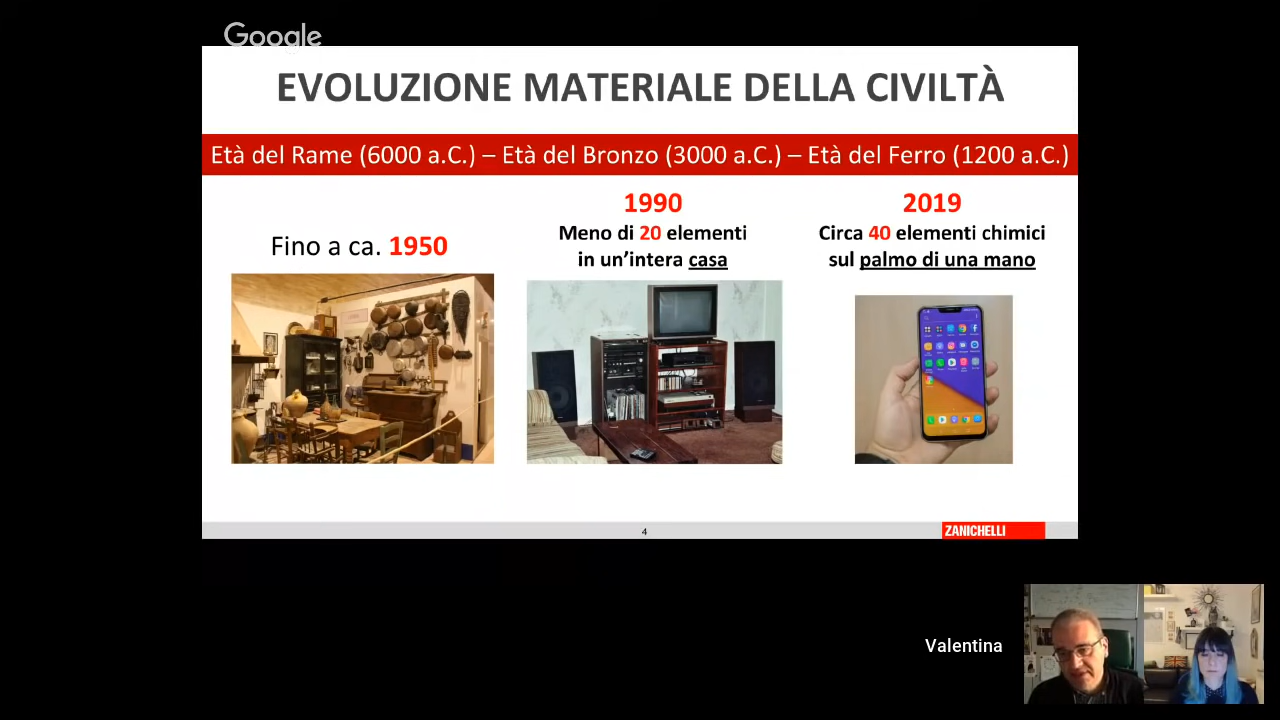 Google
EVOLUZIONE MATERIALE DELLA CIVILTÀ
Età del Rame (6000 a.C.) – Età del Bronzo (3000 a.C.) – Età del Ferro (1200 a.C.)
Fino a ca. 1950
1990
Meno di 20 elementi
in un’intera casa
2019
Circa 40 elementi chimici
sul palmo di una mano
4
ZANICHELLI
Valentina